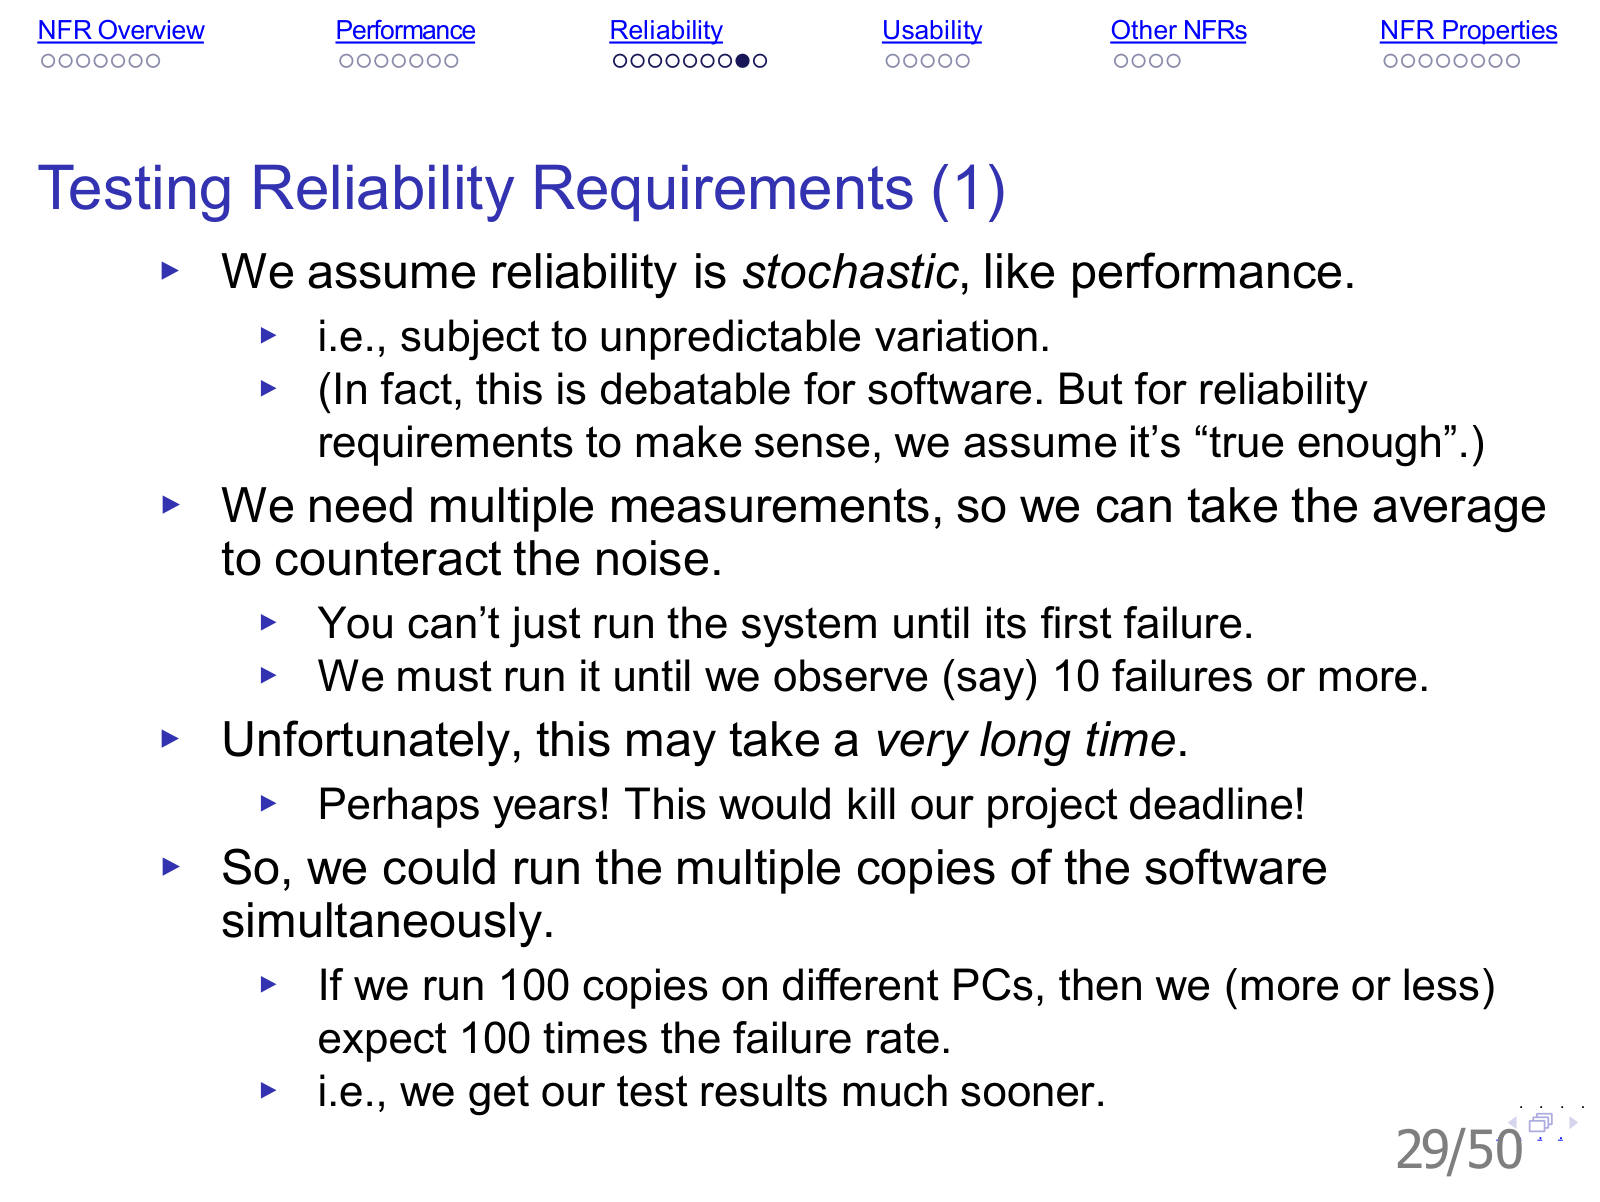 NFR Overview Performance Reliability Usability Other NFRs NFR Properties
Testing Reliability Requirements (1)
We assume reliability is stochastic, like performance.
i.e., subject to unpredictable variation.
(In fact, this is debatable for software. But for reliability
requirements to make sense, we assume it’s “true enough”.)
We need multiple measurements, so we can take the average
to counteract the noise.
You can’t just run the system until its first failure.
We must run it until we observe (say) 10 failures or more.
Unfortunately, this may take a very long time.
Perhaps years! This would kill our project deadline!
So, we could run the multiple copies of the software
simultaneously.
If we run 100 copies on different PCs, then we (more or less)
expect 100 times the failure rate.
i.e., we get our test results much sooner.
29/50